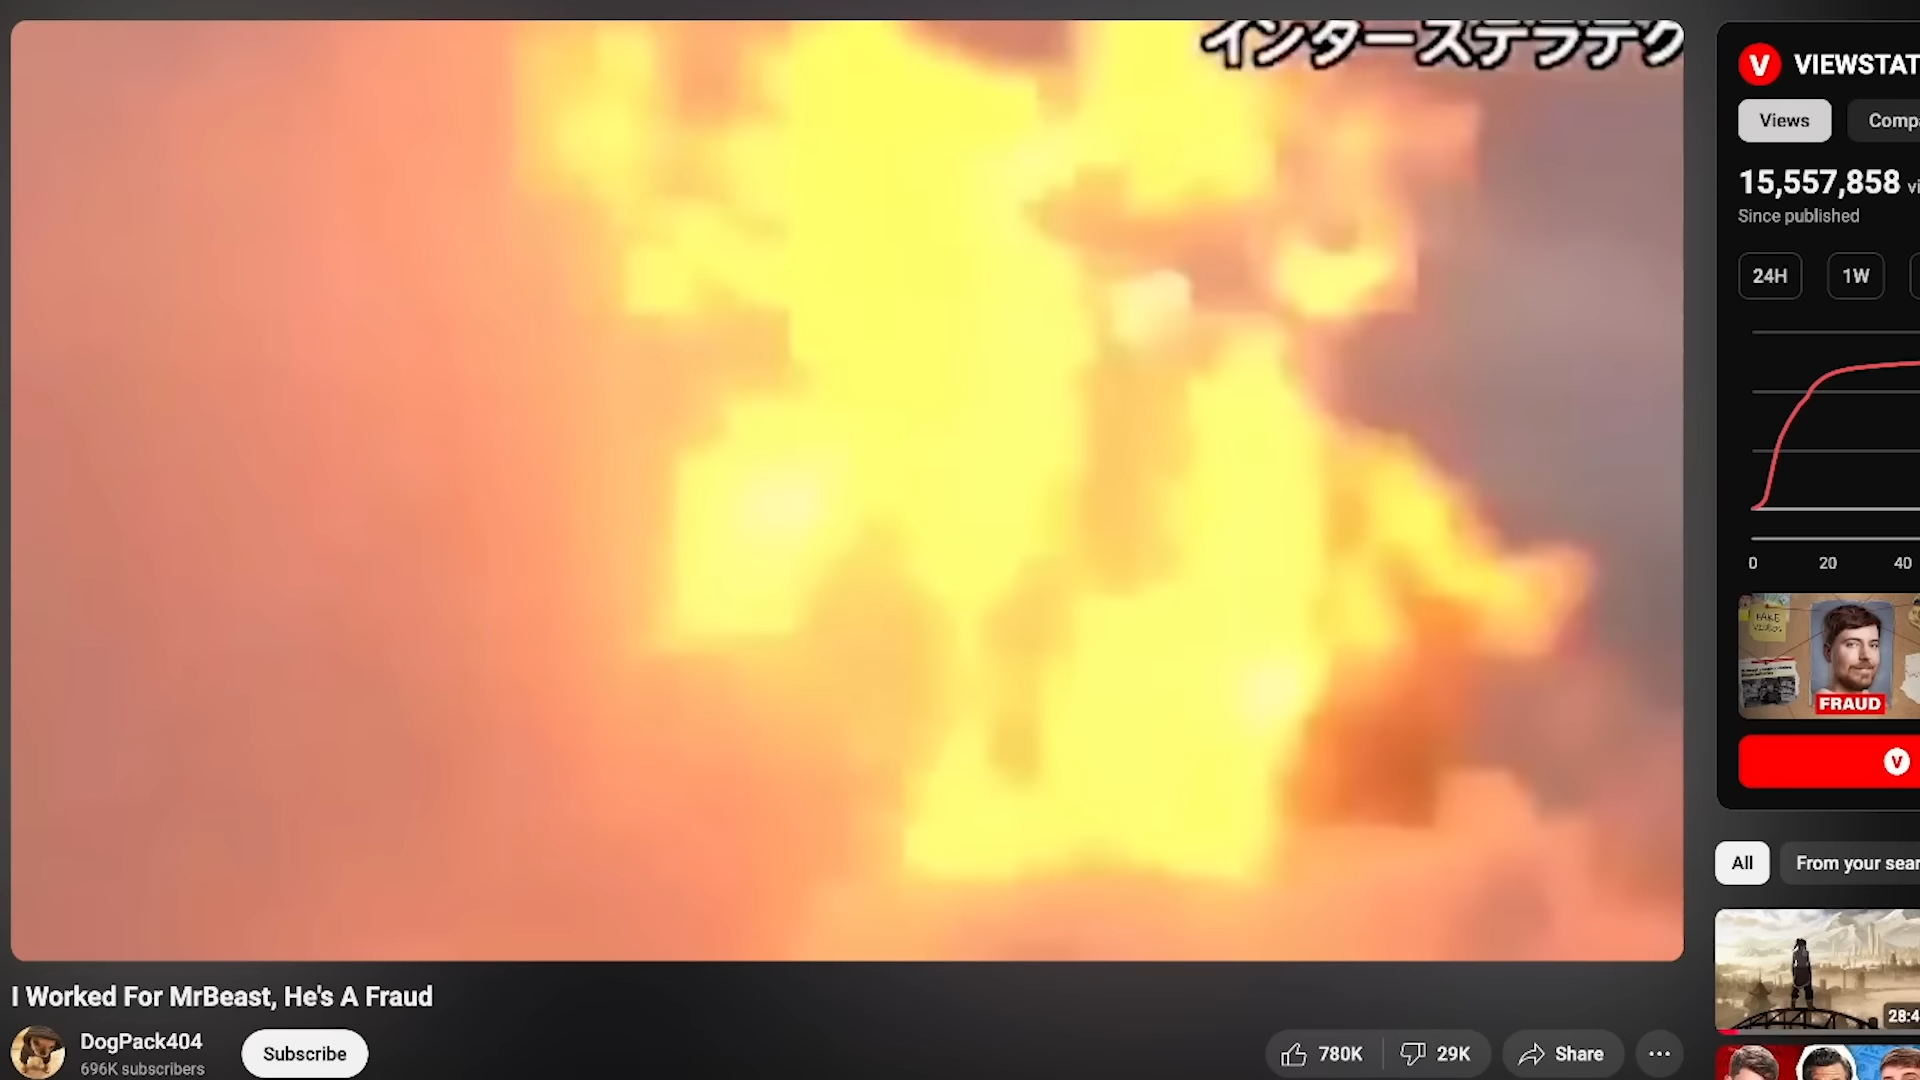 インターステラテク
VIEWSTAT
Views
Comp
15,557,858
Since published
24H
1W
0
20
40
FAKE
VIDEOS
FRAUD
All
From your sear
28:4
I Worked For MrBeast, He's A Fraud
DogPack404
696K subscribers
Subscribe
780K
29K
Share